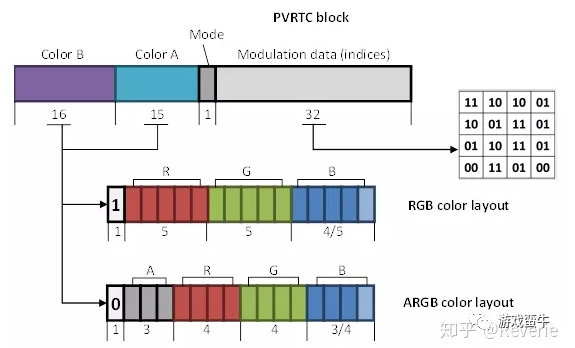 PVRTC block
Color B
Color A
Mode
Modulation data (indices)
16
15
1
32
11 10 10 01
10 01 11 01
01 10 11 01
00 11 01 00
R
G
B
1
RGB color layout
1
5
5
4/5
A
R
G
B
0
ARGB color layout
1
3
4
4
3/4
游戏蛮牛
知乎 @Reverie